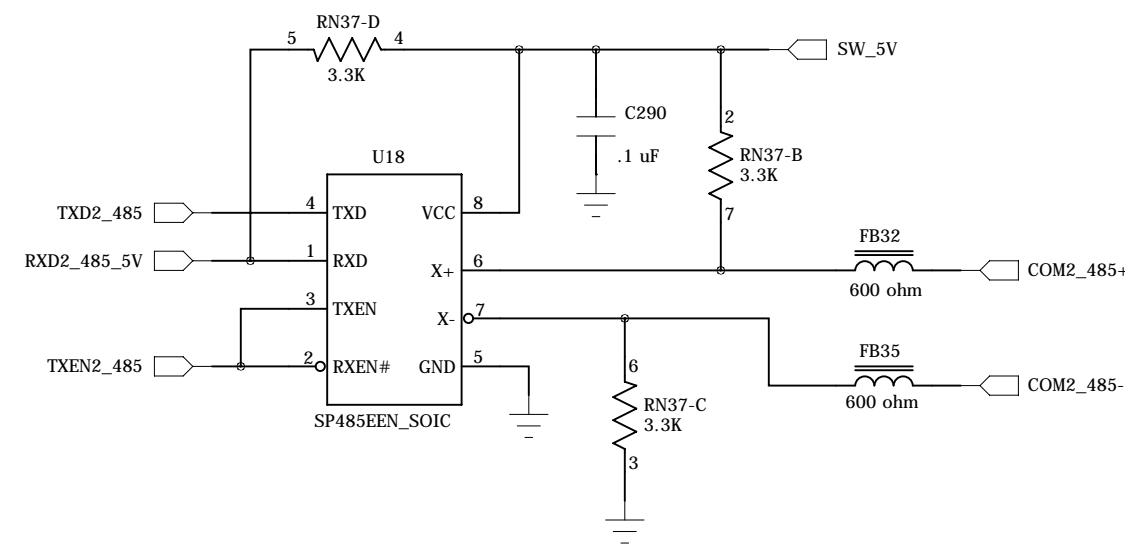 RN37-D
5
4
3.3K
SW_5V
C290
.1 uF
2
RN37-B
3.3K
7
U18
TXD2_485
4
TXD
VCC
8
RXD2_485_5V
1
RXD
X+
6
FB32
600 ohm
COM2_485+
3
TXEN
X-
7
TXEN2_485
2
RXEN#
GND
5
SP485EEN_SOIC
6
RN37-C
3.3K
3
FB35
600 ohm
COM2_485-